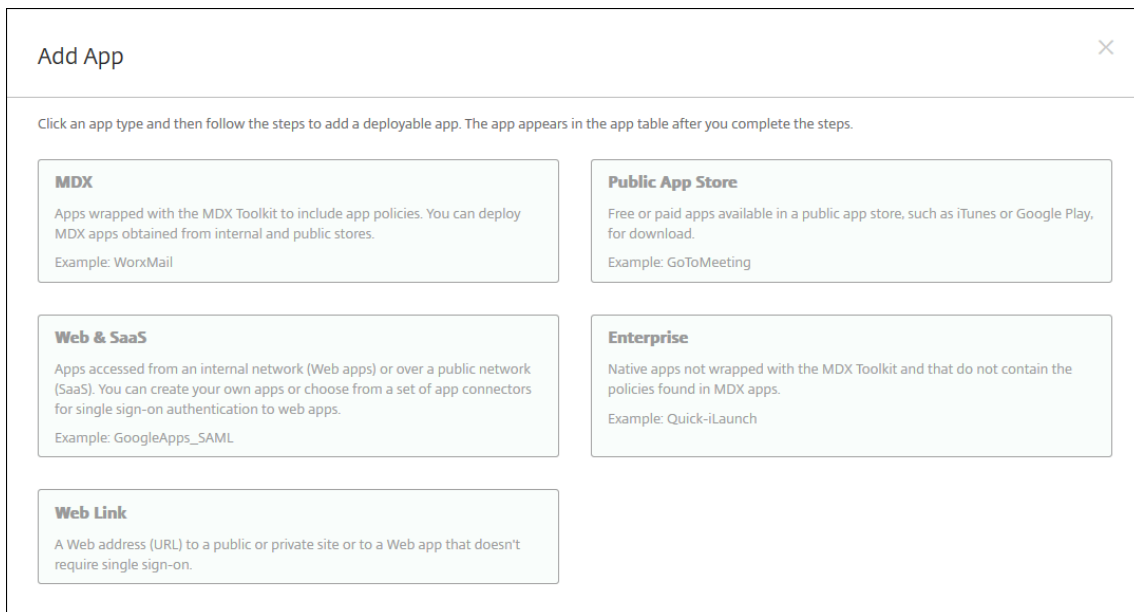 Add App
Click an app type and then follow the steps to add a deployable app. The app appears in the app table after you complete the steps.
MDX
Apps wrapped with the MDX Toolkit to include app policies. You can deploy
MDX apps obtained from internal and public stores.
Example: WorxMail
Public App Store
Free or paid apps available in a public app store, such as iTunes or Google Play,
for download.
Example: GoToMeeting
Web & SaaS
Apps accessed from an internal network (Web apps) or over a public network
(SaaS). You can create your own apps or choose from a set of app connectors
for single sign-on authentication to web apps.
Example: GoogleApps_SAML
Enterprise
Native apps not wrapped with the MDX Toolkit and that do not contain the
policies found in MDX apps.
Example: Quick-iLaunch
Web Link
A Web address (URL) to a public or private site or to a Web app that doesn't
require single sign-on.